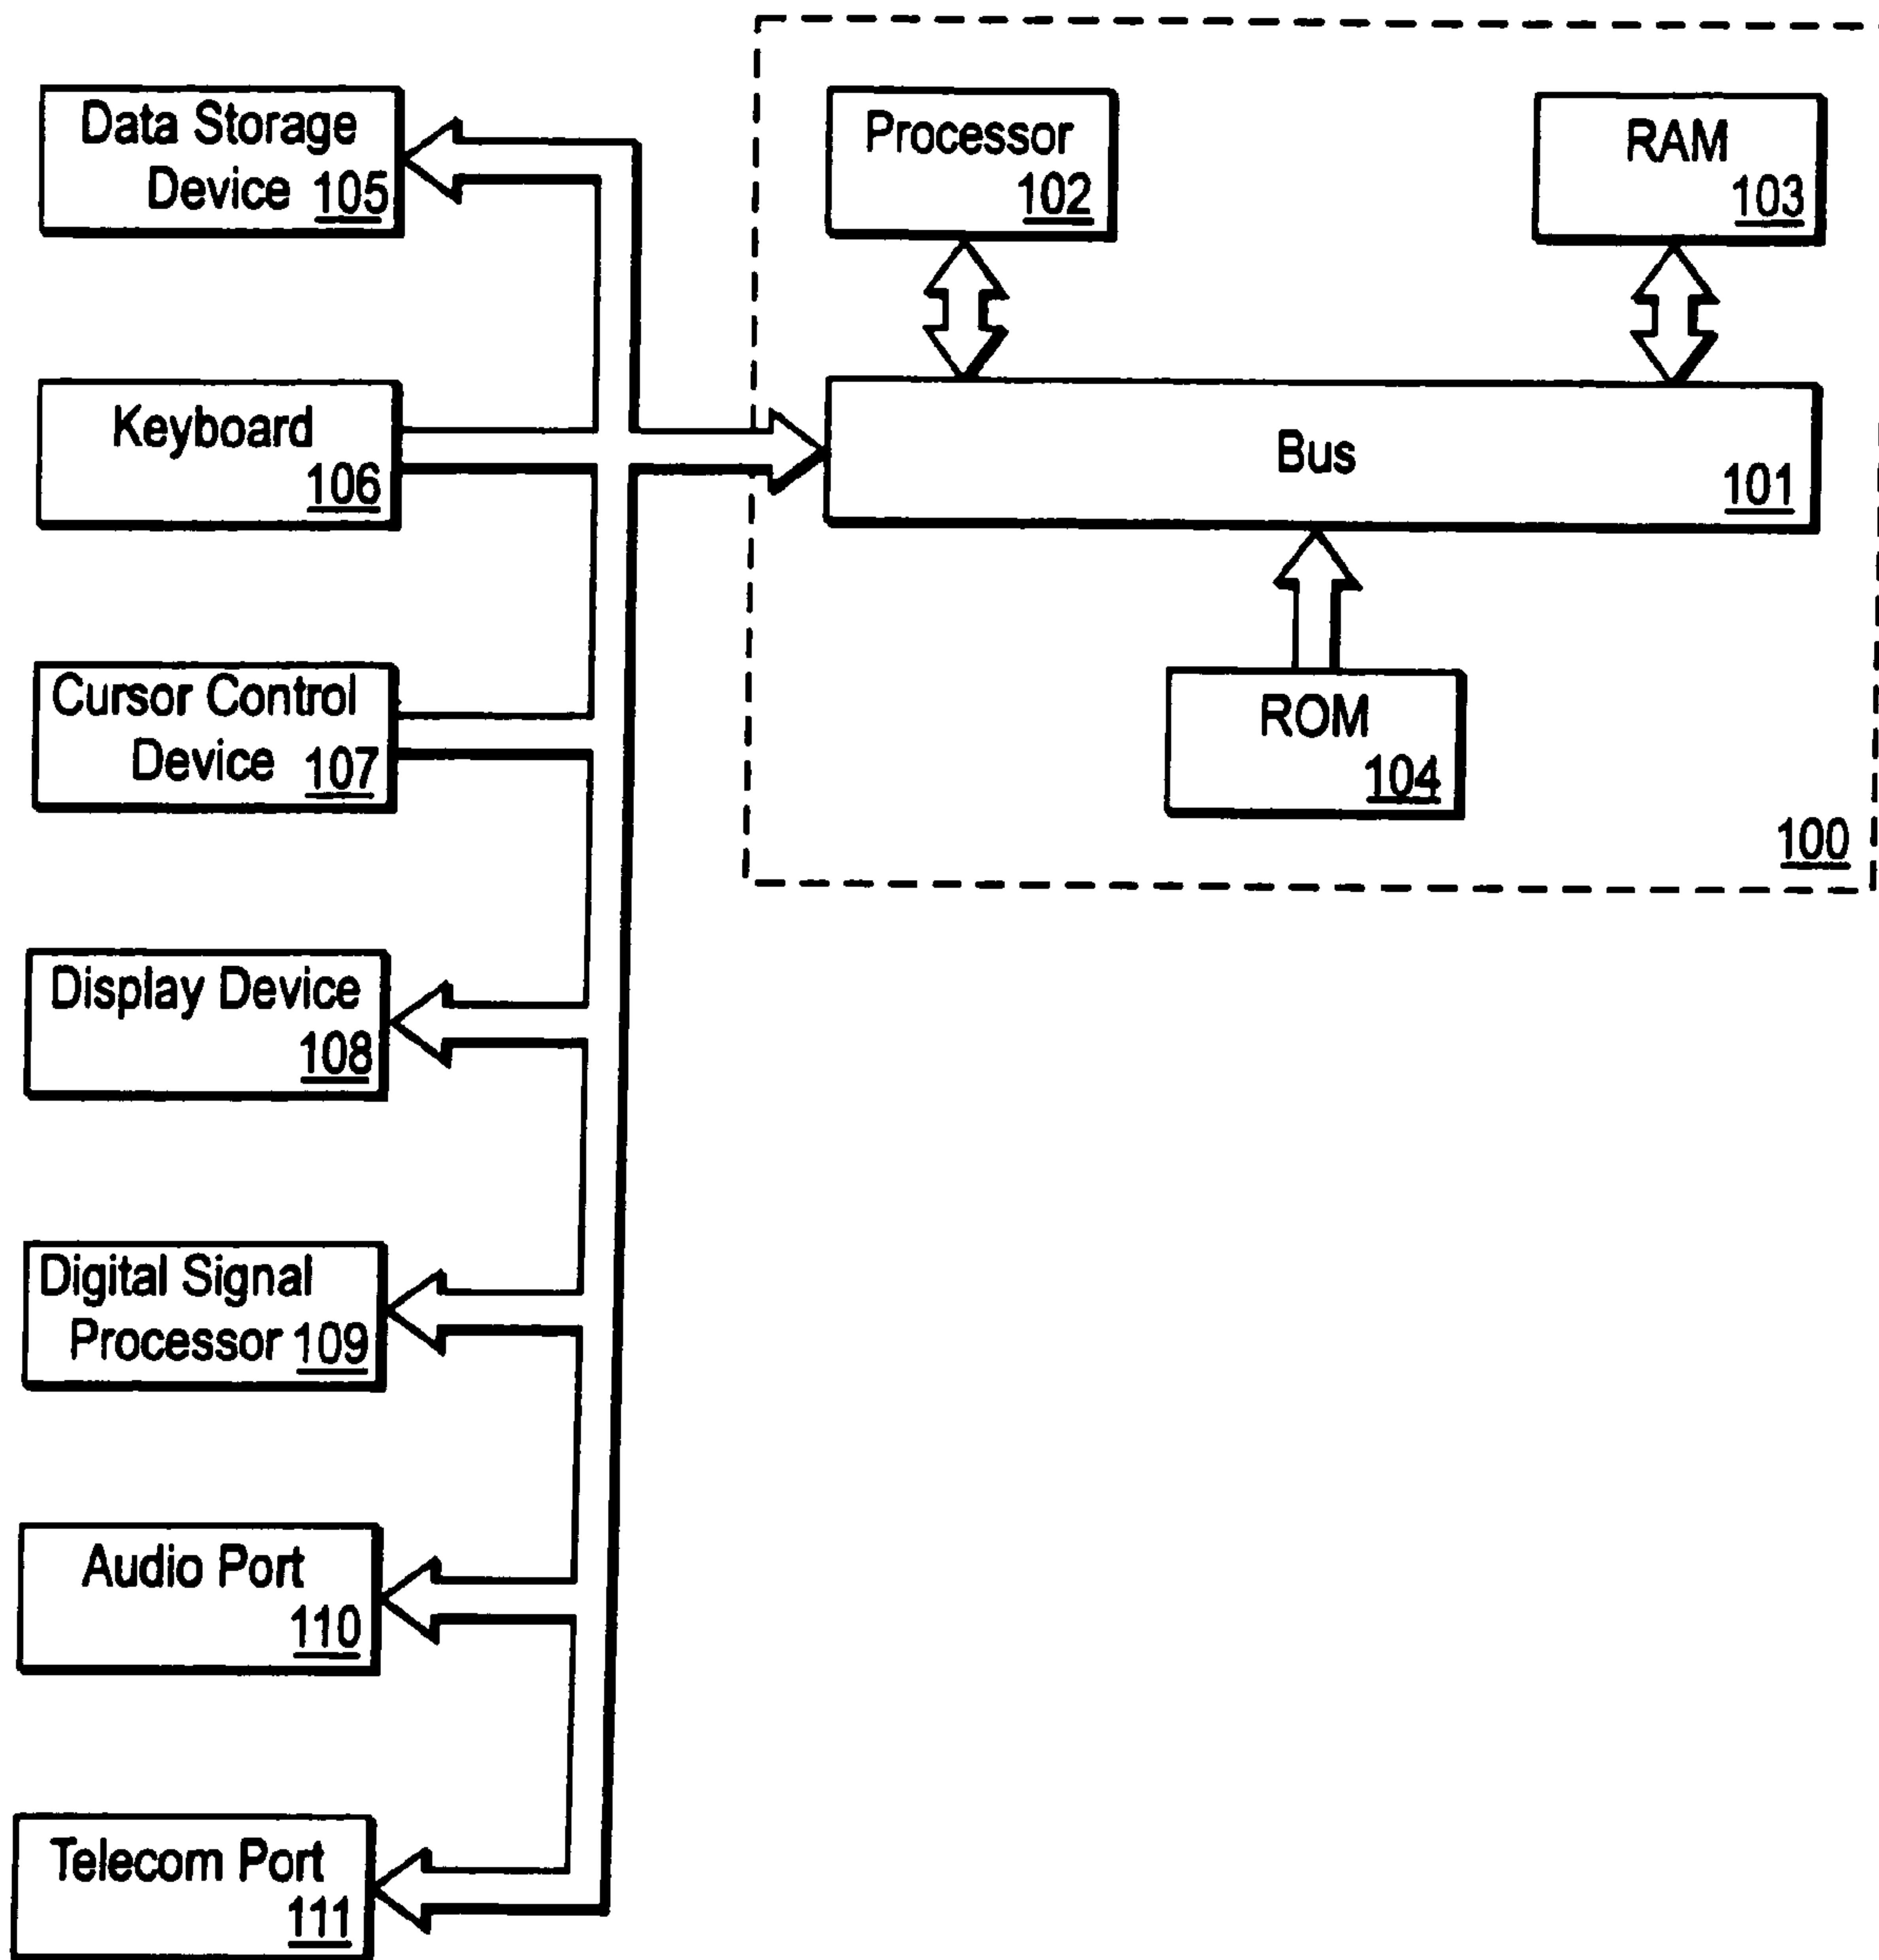 Data Storage
Device 105
Keyboard
106
Cursor Control
Device 107
Display Device
108
Digital Signal
Processor 109
Audio Port
110
Telecom Port
111
Processor
102
RAM
103
Bus
101
ROM
104
100